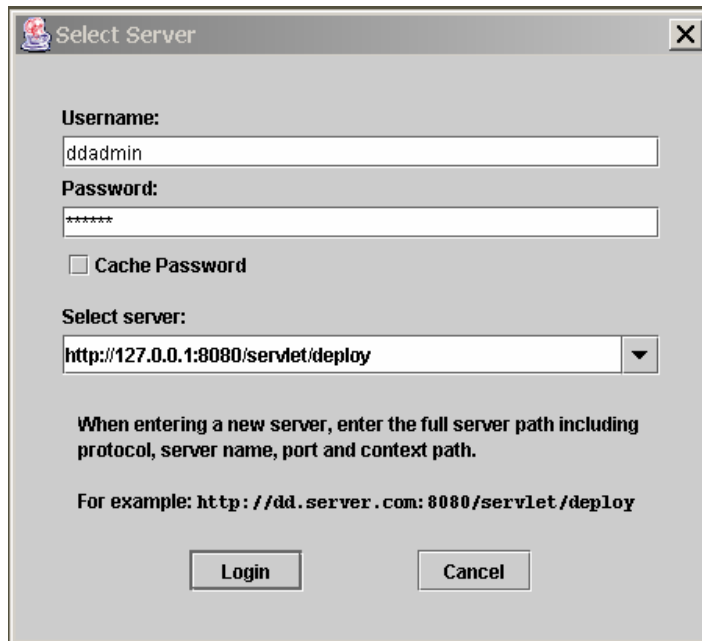 Select Server
Username:
ddadmin
Password:
******
Cache Password
Select server:
http://127.0.0.1:8080/servlet/deploy
When entering a new server, enter the full server path including
protocol, server name, port and context path.
For example: http://dd.server.com:8080/servlet/deploy
Login
Cancel